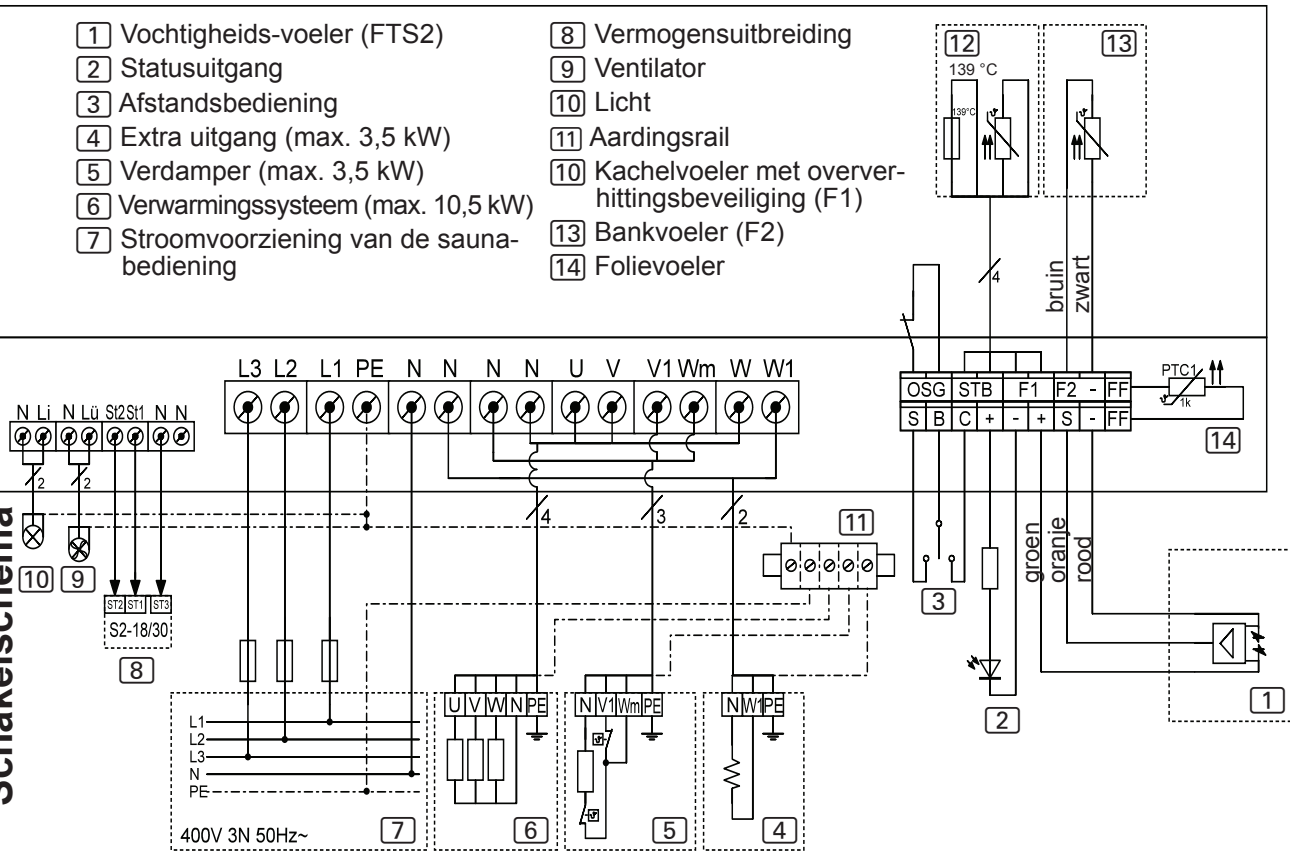 1 Vochtigheids-voeler (FTS2)
2 Statusuitgang
3 Afstandsbediening
4 Extra uitgang (max. 3,5 kW)
5 Verdamper (max. 3,5 kW)
6 Verwarmingssysteem (max. 10,5 kW)
7 Stroomvoorziening van de sauna-
bediening
8 Vermogensuitbreiding
9 Ventilator
10 Licht
11 Aardingsrail
10 Kachelvoeler met overver-
hittingsbeveiliging (F1)
13 Bankvoeler (F2)
14 Folievoeler
12
139 °C
139°C
13
4
bruin
zwart
L3 L2 L1 PE N N N N U V V1 Wm W W1
OSG STB F1 F2 - FF
S B C + - + S - FF
PTC1
1k
14
N Li N Lü St2 St1 N N
2
2
4
3
2
Schakelschema
10
9
ST2 ST1 ST3
S2-18/30
8
11
3
groen
oranje
rood
2
1
L1
L2
L3
N
PE
400V 3N 50Hz~
7
U V W N PE
6
N V1 Wm PE
5
N W1 PE
4